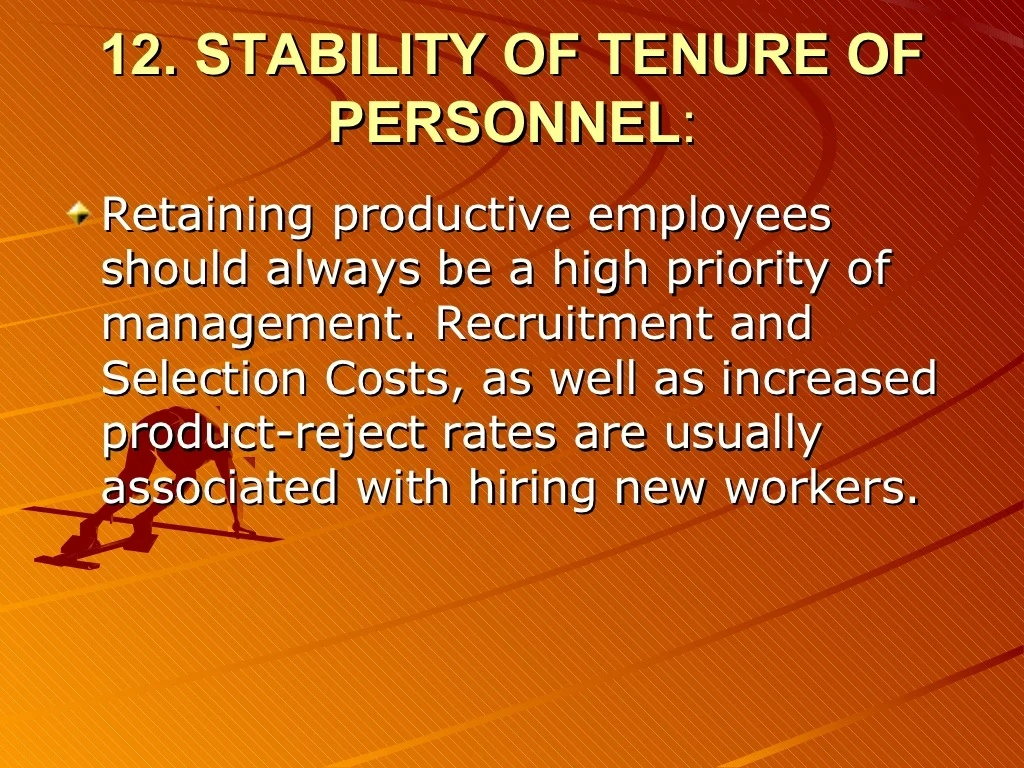 12. STABILITY OF TENURE OF
PERSONNEL:
Retaining productive employees
should always be a high priority of
management. Recruitment and
Selection Costs, as well as increased
product-reject rates are usually
associated with hiring new workers.